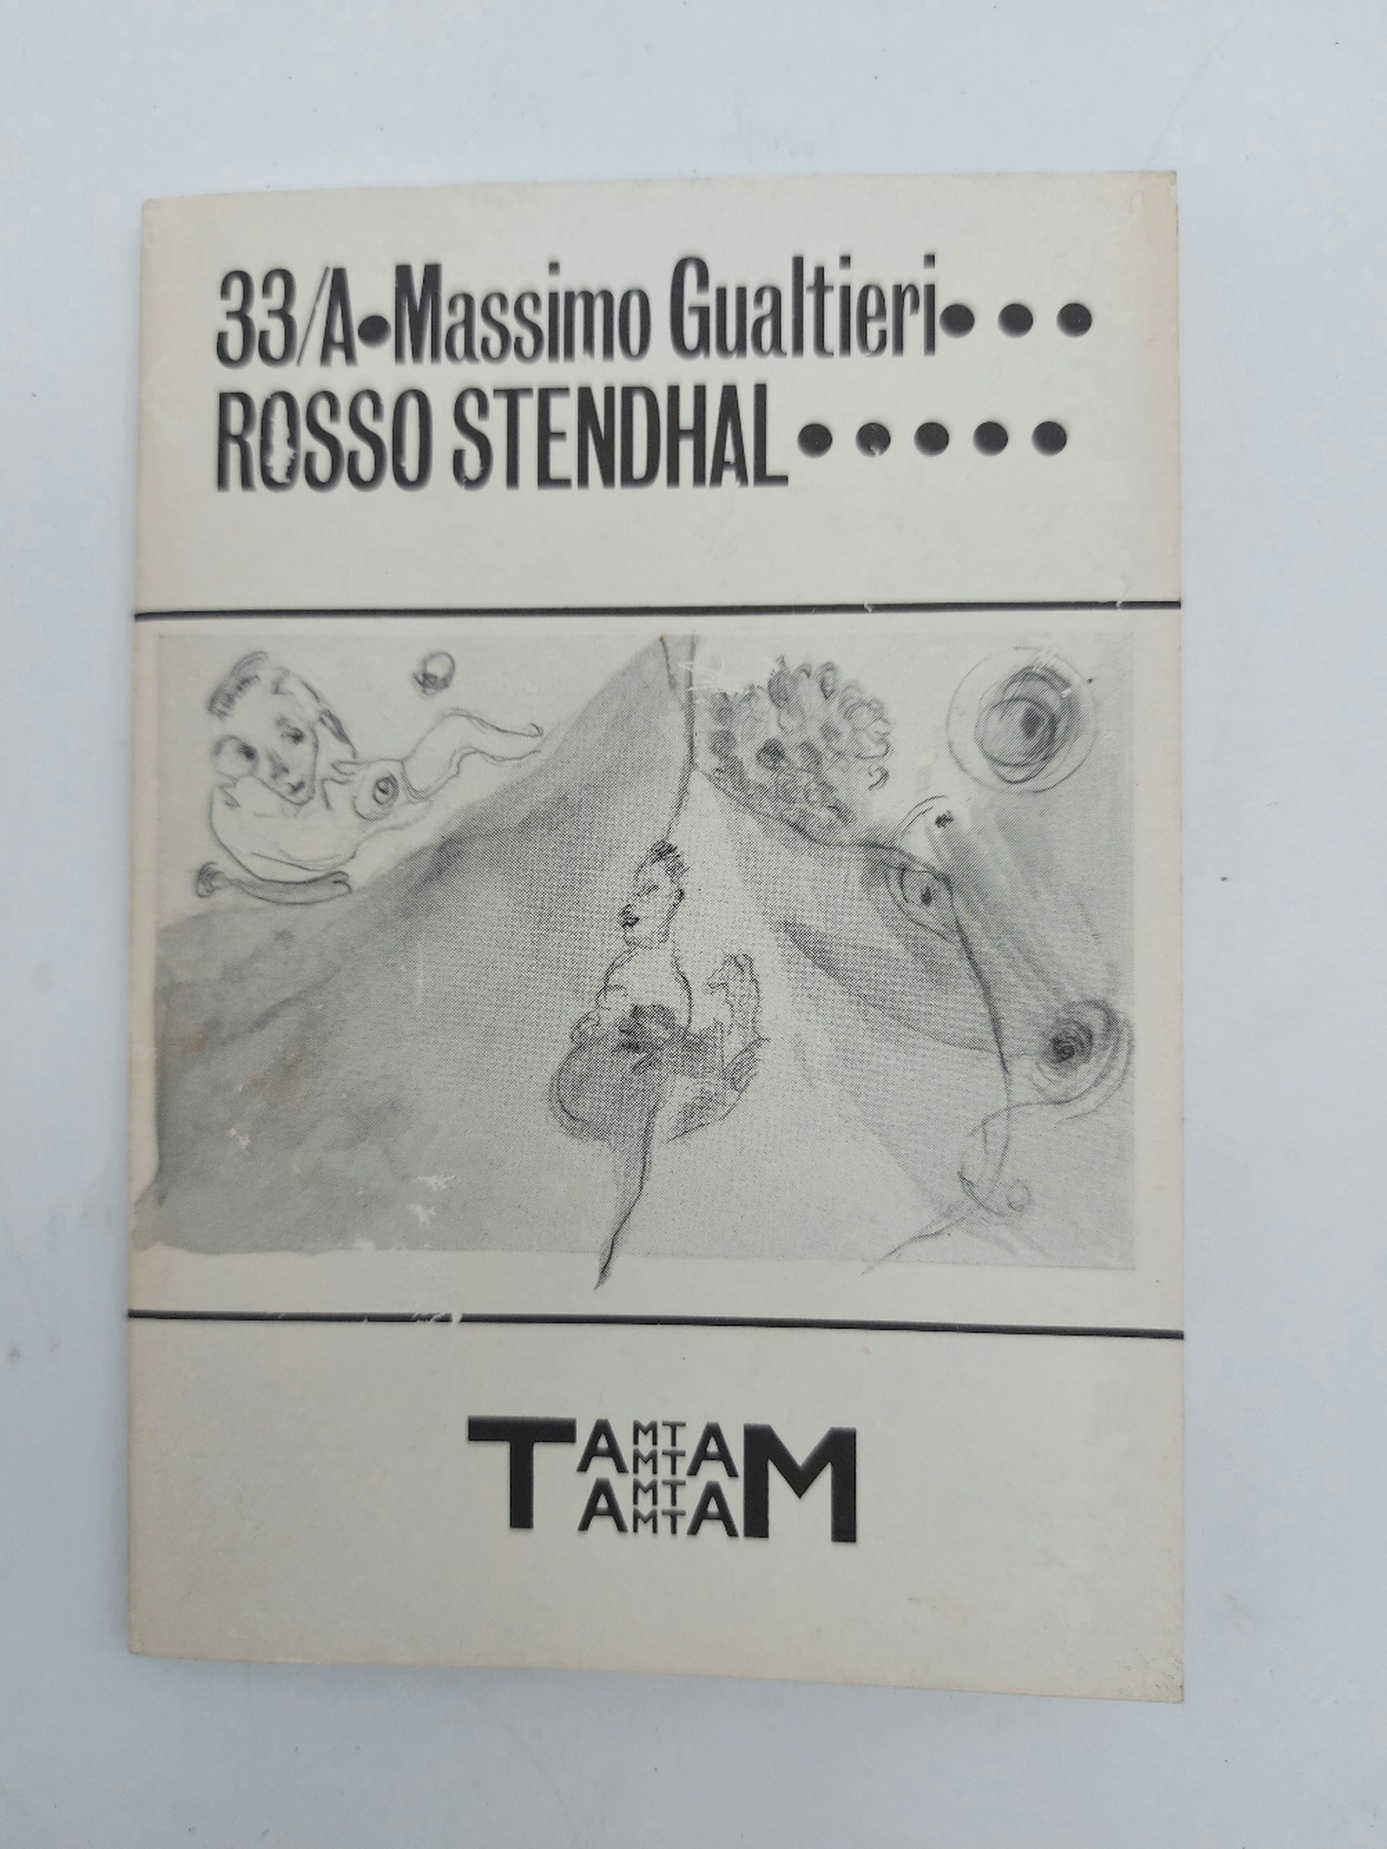 33/A•Massimo Gualtieri• • •
ROSSO STENDHAL • • • • •
TAMTAM